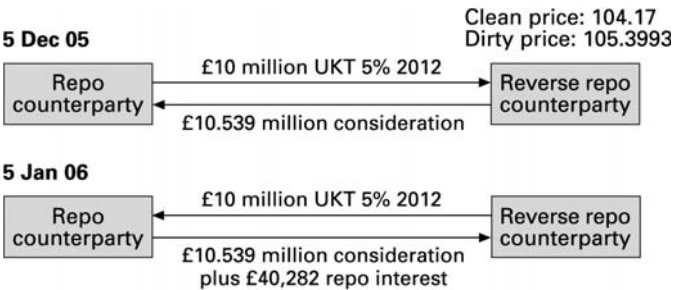 Clean price: 104.17
5 Dec 05
Dirty price: 105.3993
£10 million UKT 5% 2012
Repo
counterparty
Reverse repo
counterparty
£10.539 million consideration
5 Jan 06
£10 million UKT 5% 2012
Repo
counterparty
Reverse repo
counterparty
£10.539 million consideration
plus £40,282 repo interest